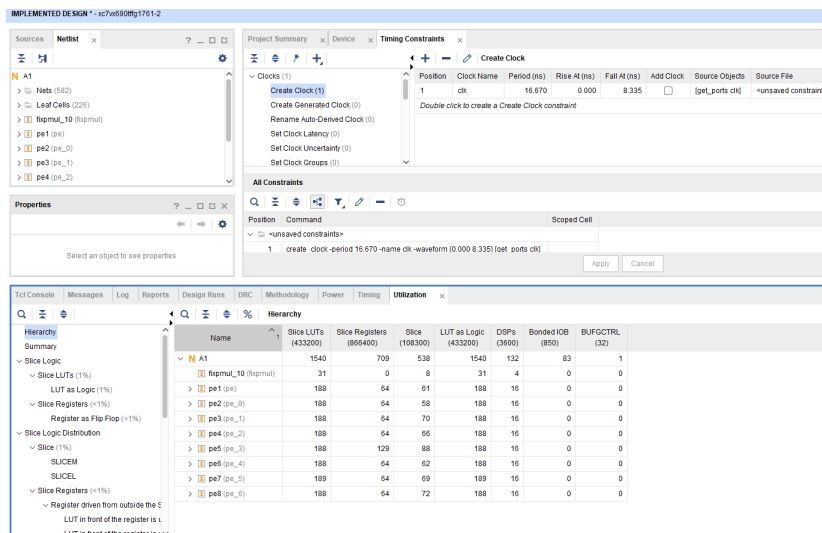 IMPLEMENTED DESIGN * - xc7vx690tffg1761-2
Sources Netlist × ? _ □
N A1
Nets (582)
Leaf Cells (226)
fixpmul_10 (fixpmul)
pe1 (pe)
pe2 (pe_0)
pe3 (pe_1)
pe4 (pe_2)
Properties ? _ □ X
Select an object to see properties
Project Summary × Device × Timing Constraints ×
Clocks (1)
Create Clock (1)
Create Generated Clock (0)
Rename Auto-Derived Clock (0)
Set Clock Latency (0)
Set Clock Uncertainty (0)
Set Clock Groups (0)
Create Clock
Position Clock Name Period (ns) Rise At (ns) Fall At (ns) Add Clock Source Objects Source File
1 clk 16.670 0.000 8.335 [get_ports clk] <unsaved constraint
Double click to create a Create Clock constraint
All Constraints
Position Command Scoped Cell
<unsaved constraints>
1 create_clock -period 16.670 -name clk -waveform {0.000 8.335} [get_ports clk]
Apply Cancel
Tcl Console Messages Log Reports Design Runs DRC Methodology Power Timing Utilization ×
Hierarchy
Summary
Slice Logic
Slice LUTs (1%)
LUT as Logic (1%)
Slice Registers (<1%)
Register as Flip Flop (<1%)
Slice Logic Distribution
Slice (1%)
SLICEM
SLICEL
Slice Registers (<1%)
Register driven from outside the S
LUT in front of the register is u
% Hierarchy
Name 1 Slice LUTs (433200) Slice Registers (866400) Slice (108300) LUT as Logic (433200) DSPs (3600) Bonded IOB (850) BUFGCTRL (32)
N A1 1540 709 538 1540 132 83 1
fixpmul_10 (fixpmul) 31 0 8 31 4 0 0
pe1 (pe) 188 64 61 188 16 0 0
pe2 (pe_0) 188 64 58 188 16 0 0
pe3 (pe_1) 188 64 70 188 16 0 0
pe4 (pe_2) 188 64 66 188 16 0 0
pe5 (pe_3) 188 129 88 188 16 0 0
pe6 (pe_4) 188 64 62 188 16 0 0
pe7 (pe_5) 189 64 69 189 16 0 0
pe8 (pe_6) 188 64 72 188 16 0 0